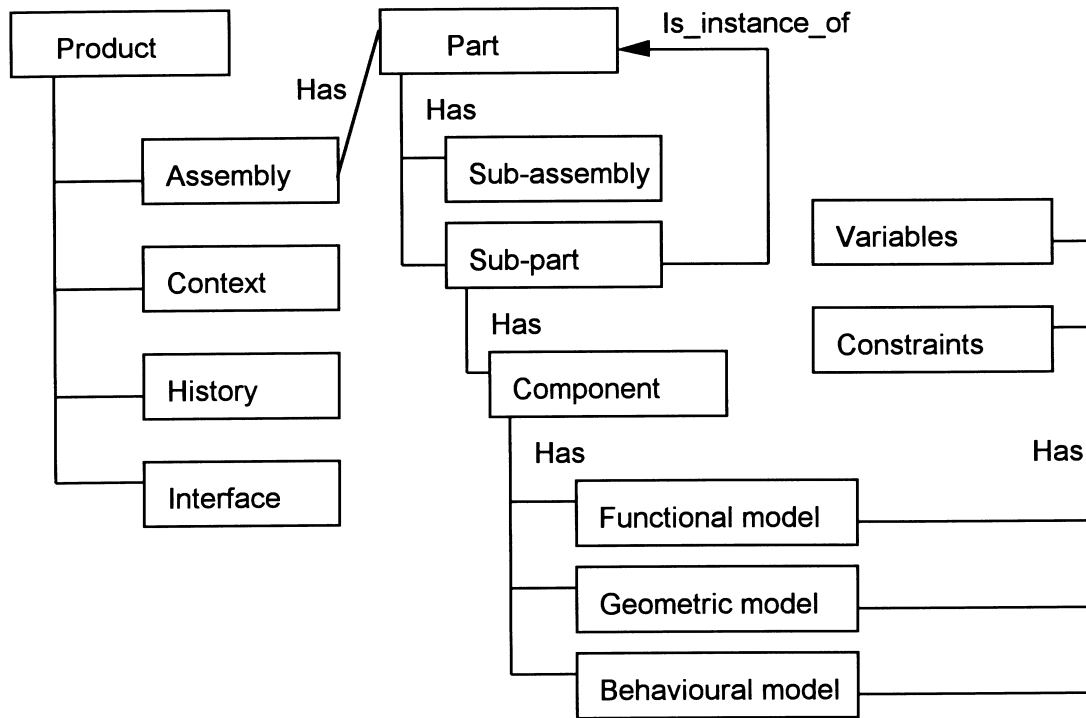 Product
Part
Is_instance_of
Has
Has
Assembly
Sub-assembly
Context
Sub-part
Variables
Has
Constraints
History
Component
Has
Has
Interface
Functional model
Geometric model
Behavioural model